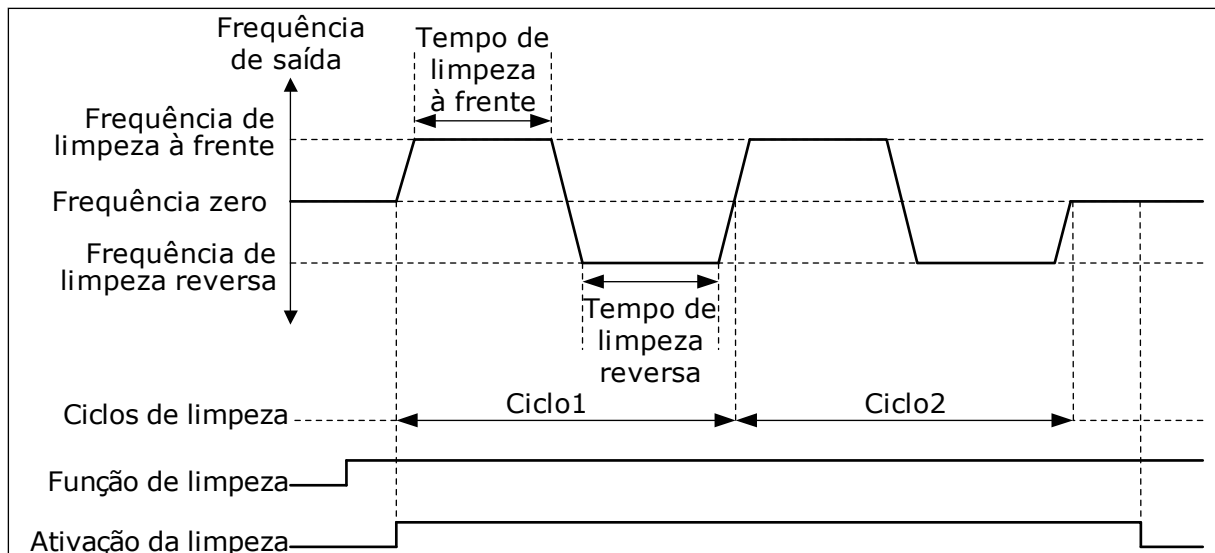 Frequência
de saída
Tempo de
limpeza
à frente
Frequência de
limpeza à frente
Frequência zero
Frequência de
limpeza reversa
Tempo de
limpeza
reversa
Ciclos de limpeza
Ciclo1
Ciclo2
Função de limpeza
Ativação da limpeza